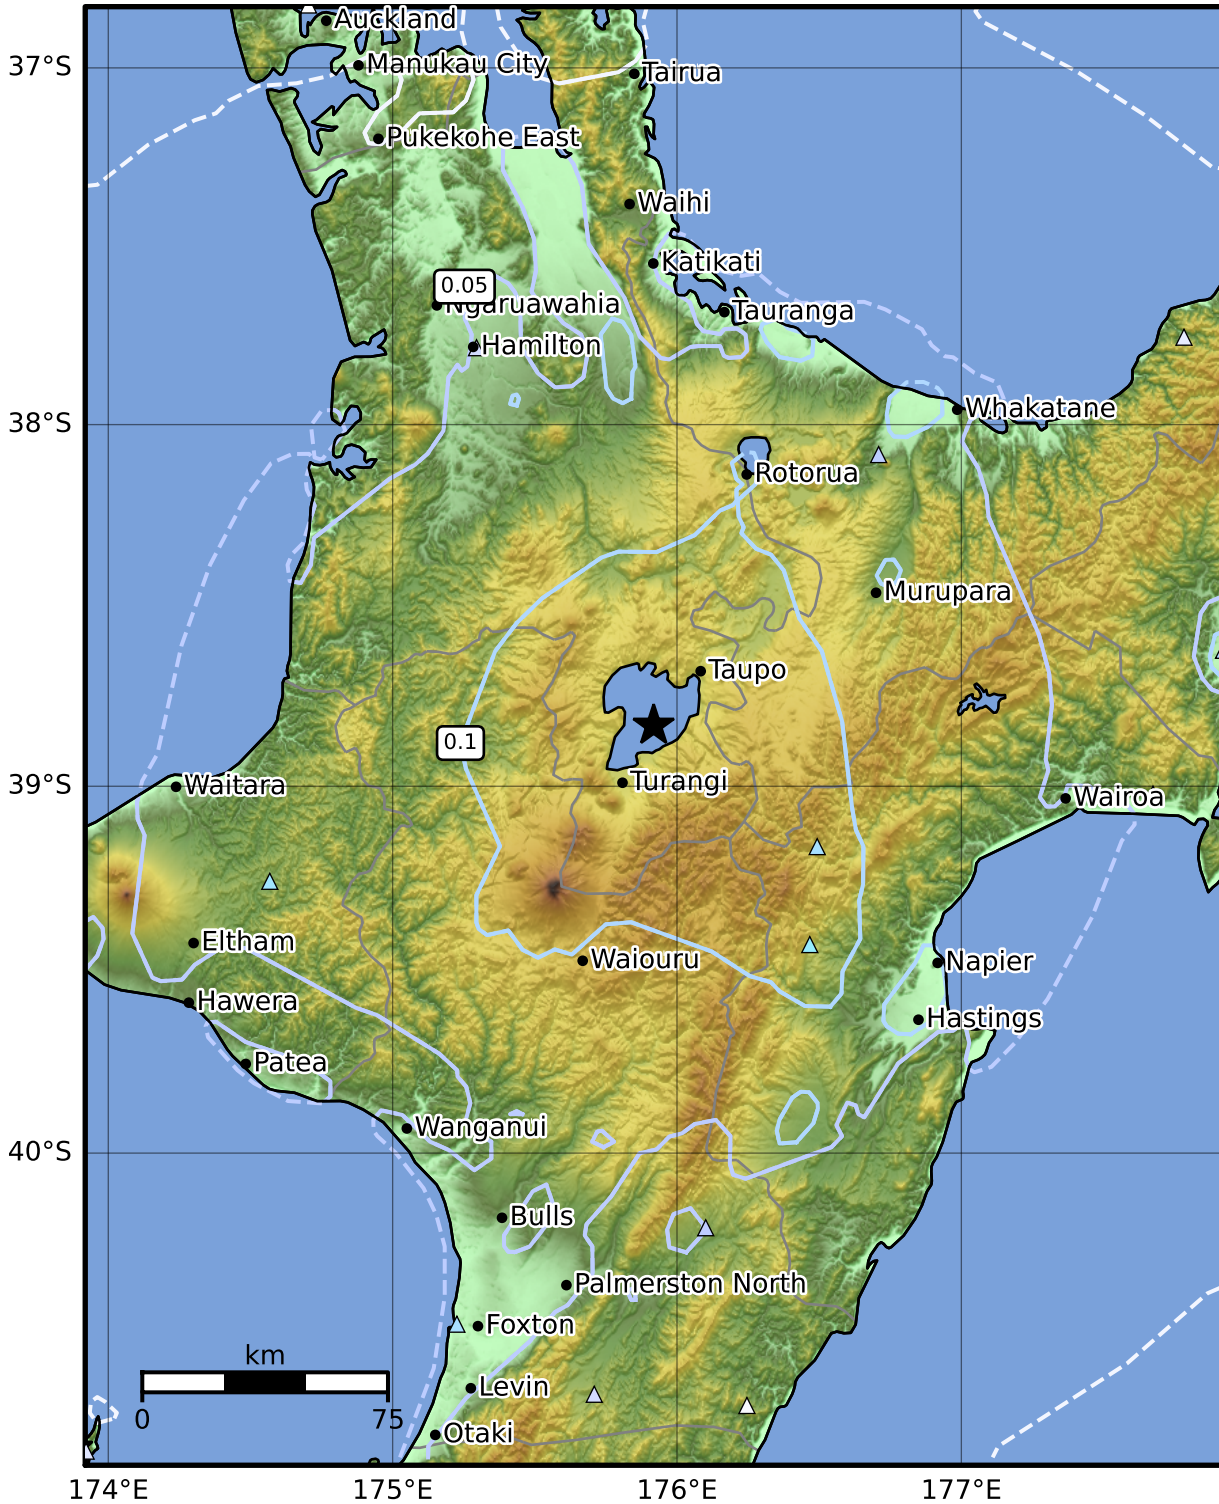 Auckland
37°S
Manukau City
Tairua
Pukekohe East
Waihi
Katikati
0.05
Ngaruawahia
Tauranga
Hamilton
Whakatane
38°S
Rotorua
Murupara
Taupo
0.1
Turangi
39°S
Waitara
Wairoa
Eltham
Waiouru
Napier
Hawera
Hastings
Patea
Wanganui
40°S
Bulls
Palmerston North
Foxton
km
Levin
0
75
Otaki
174°E
175°E
176°E
177°E